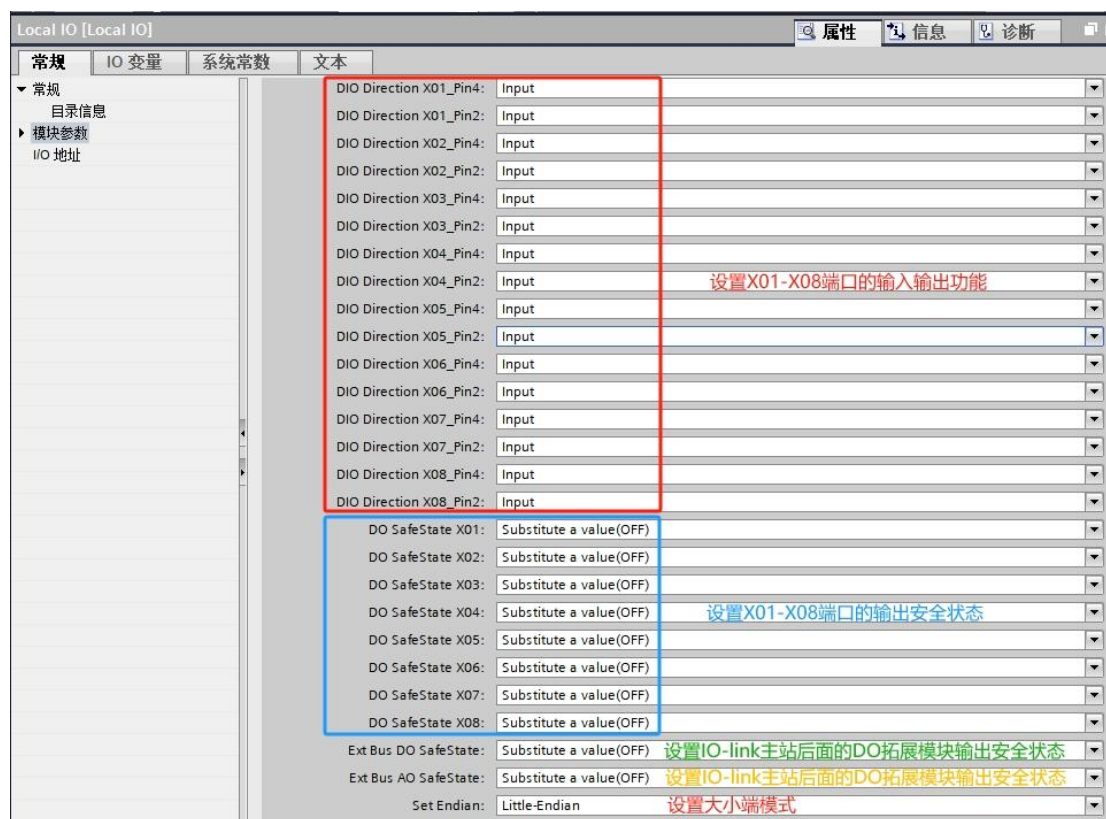 Local IO [Local IO]
属性 信息 诊断
常规 IO 变量 系统常数 文本
常规
目录信息
模块参数
I/O 地址
DIO Direction X01_Pin4: Input
DIO Direction X01_Pin2: Input
DIO Direction X02_Pin4: Input
DIO Direction X02_Pin2: Input
DIO Direction X03_Pin4: Input
DIO Direction X03_Pin2: Input
DIO Direction X04_Pin4: Input
DIO Direction X04_Pin2: Input 设置X01-X08端口的输入输出功能
DIO Direction X05_Pin4: Input
DIO Direction X05_Pin2: Input
DIO Direction X06_Pin4: Input
DIO Direction X06_Pin2: Input
DIO Direction X07_Pin4: Input
DIO Direction X07_Pin2: Input
DIO Direction X08_Pin4: Input
DIO Direction X08_Pin2: Input
DO SafeState X01: Substitute a value(OFF)
DO SafeState X02: Substitute a value(OFF)
DO SafeState X03: Substitute a value(OFF)
DO SafeState X04: Substitute a value(OFF) 设置X01-X08端口的输出安全状态
DO SafeState X05: Substitute a value(OFF)
DO SafeState X06: Substitute a value(OFF)
DO SafeState X07: Substitute a value(OFF)
DO SafeState X08: Substitute a value(OFF)
Ext Bus DO SafeState: Substitute a value(OFF) 设置IO-link主站后面的DO拓展模块输出安全状态
Ext Bus AO SafeState: Substitute a value(OFF) 设置IO-link主站后面的DO拓展模块输出安全状态
Set Endian: Little-Endian 设置大小端模式